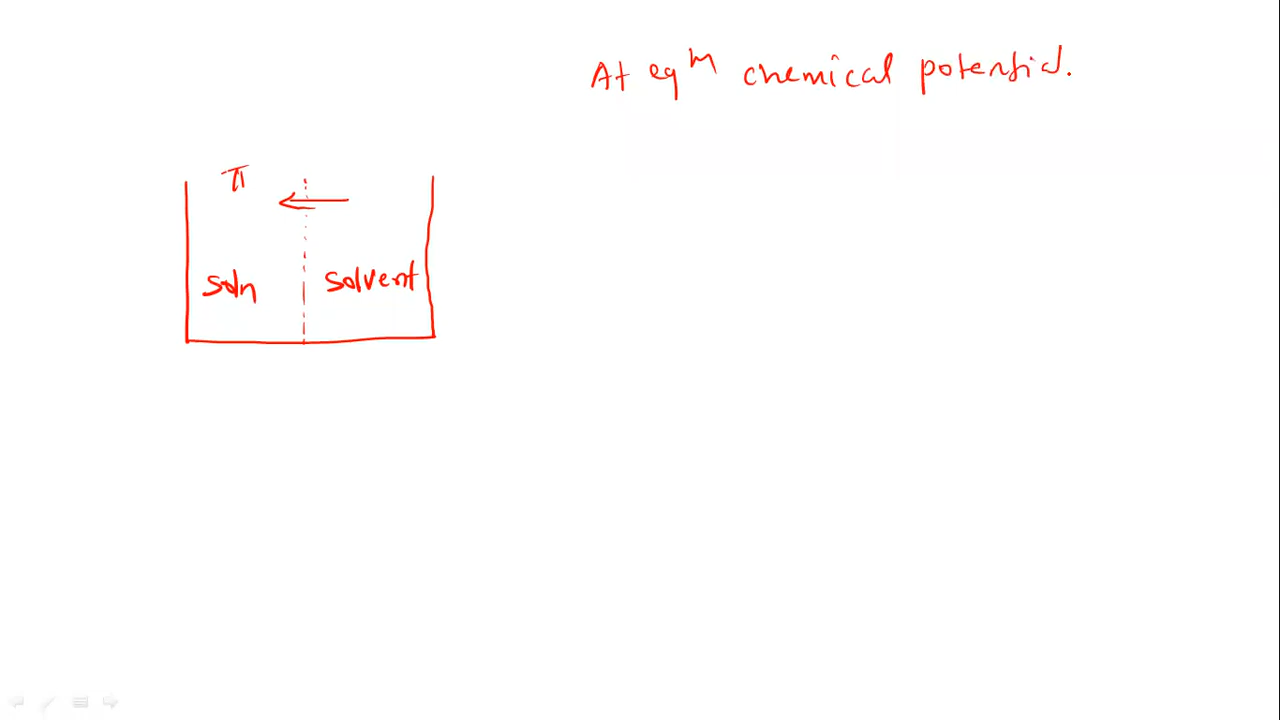 At eqᵐ chemical potential.
π
soln solvent